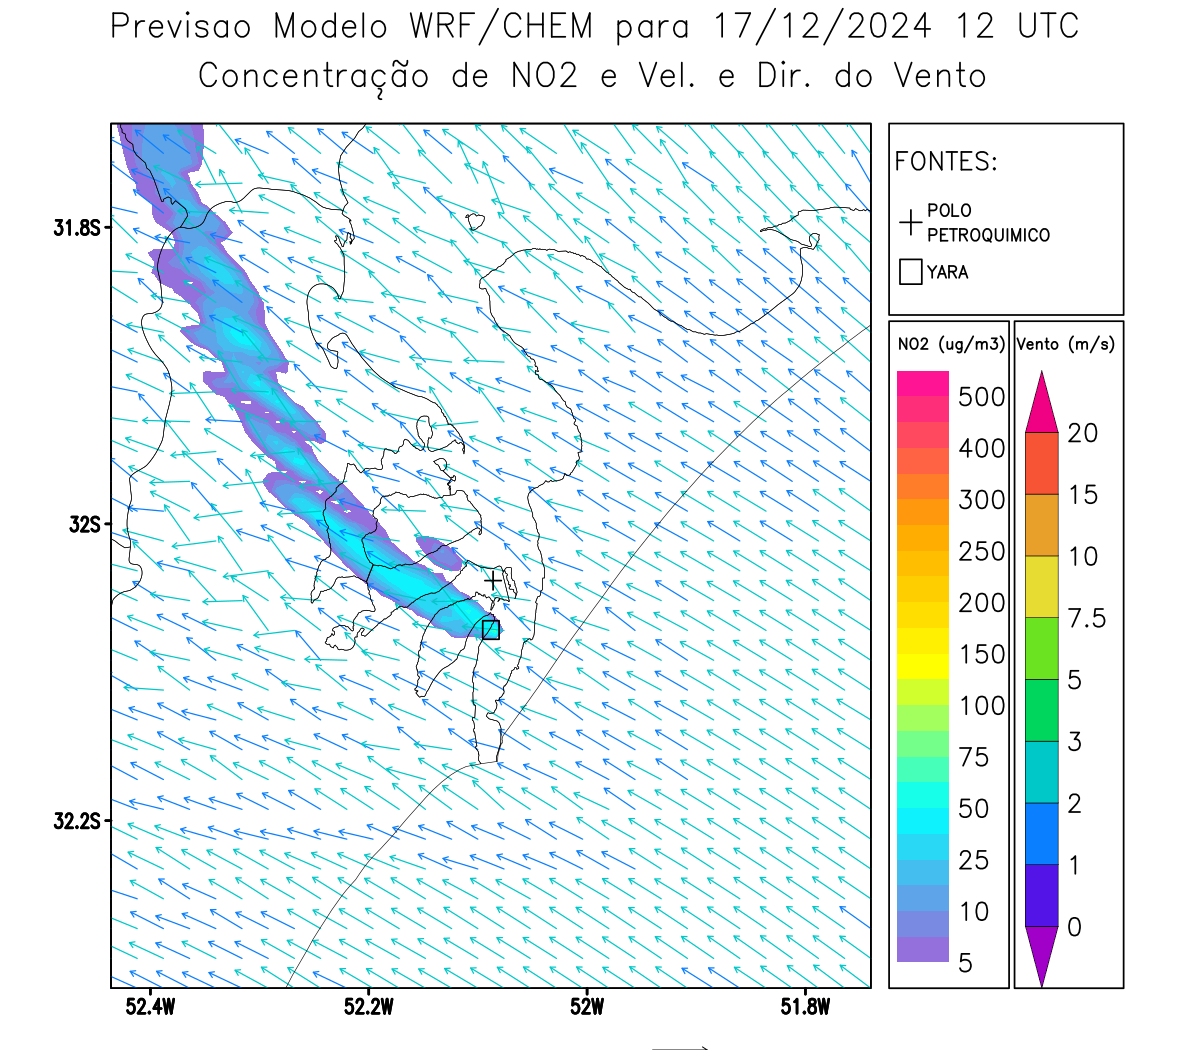 Previsao Modelo WRF/CHEM para 17/12/2024 12 UTC
Concentração de NO2 e Vel. e Dir. do Vento
FONTES:
POLO
PETROQUIMICO
YARA
NO2 (ug/m3)
500
400
300
250
200
150
100
75
50
25
10
5
Vento (m/s)
20
15
10
7.5
5
3
2
1
0
31.8S
32S
32.2S
52.4W
52.2W
52W
51.8W